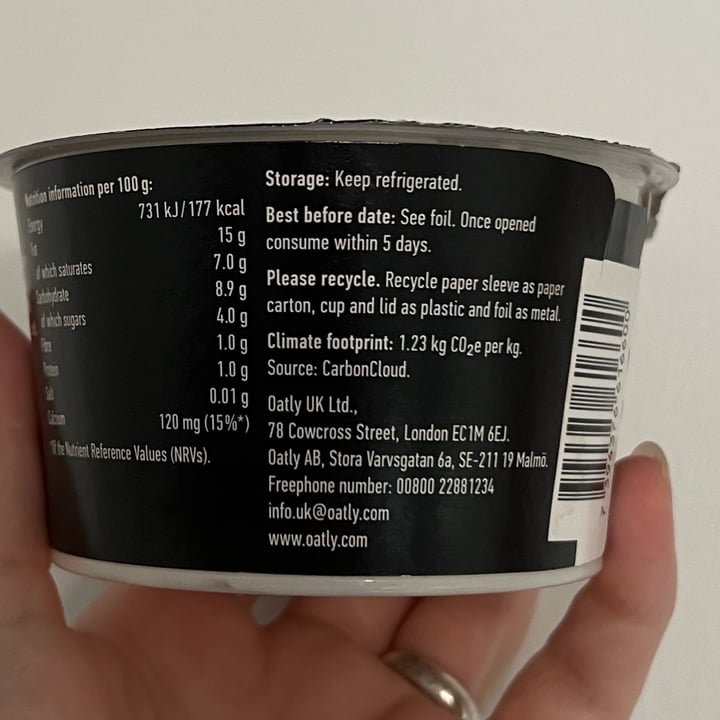 Nutrition information per 100 g:
Energy 731 kJ/177 kcal
Fat 15 g
of which saturates 7.0 g
Carbohydrate 8.9 g
of which sugars 4.0 g
Fibre 1.0 g
Protein 1.0 g
Salt 0.01 g
Calcium 120 mg (15%*)
*of the Nutrient Reference Values (NRVs).
Storage: Keep refrigerated.
Best before date: See foil. Once opened
consume within 5 days.
Please recycle. Recycle paper sleeve as paper
carton, cup and lid as plastic and foil as metal.
Climate footprint: 1.23 kg CO2e per kg.
Source: CarbonCloud.
Oatly UK Ltd.,
78 Cowcross Street, London EC1M 6EJ.
Oatly AB, Stora Varvsgatan 6a, SE-211 19 Malmö.
Freephone number: 00800 22881234
info.uk@oatly.com
www.oatly.com